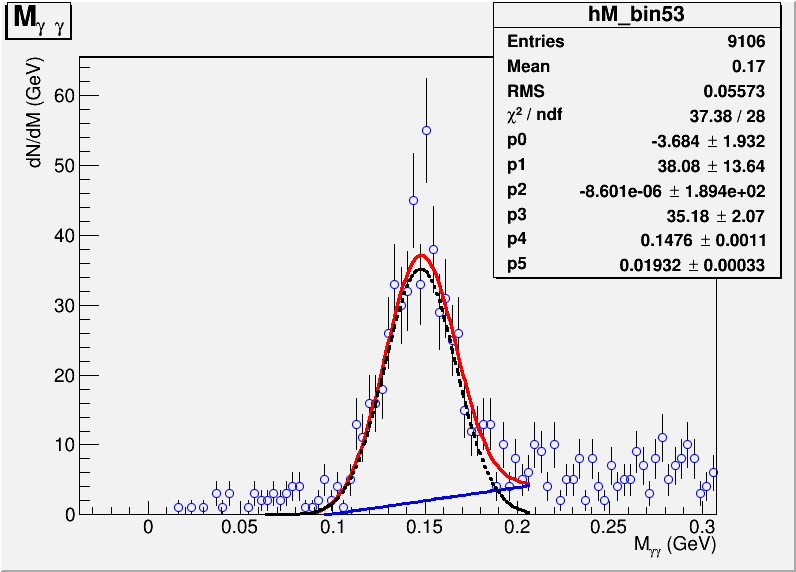 M γ γ
hM_bin53
Entries 9106
Mean 0.17
RMS 0.05573
χ² / ndf 37.38 / 28
p0 -3.684 ± 1.932
p1 38.08 ± 13.64
p2 -8.601e-06 ± 1.894e+02
p3 35.18 ± 2.07
p4 0.1476 ± 0.0011
p5 0.01932 ± 0.00033
dN/dM (GeV)
60
50
40
30
20
10
0
0 0.05 0.1 0.15 0.2 0.25 0.3
M γγ (GeV)